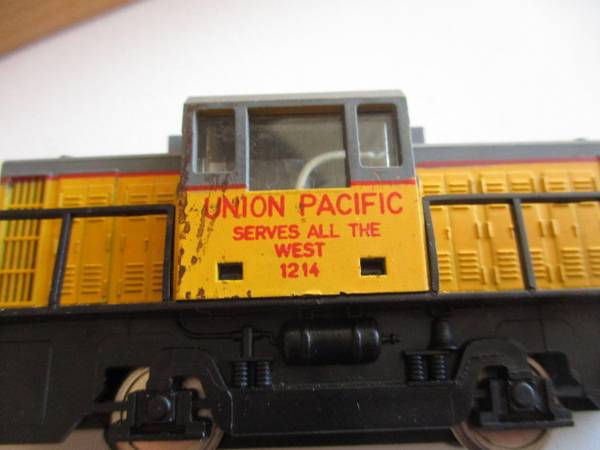 UNION PACIFIC
SERVES ALL THE
WEST
1214